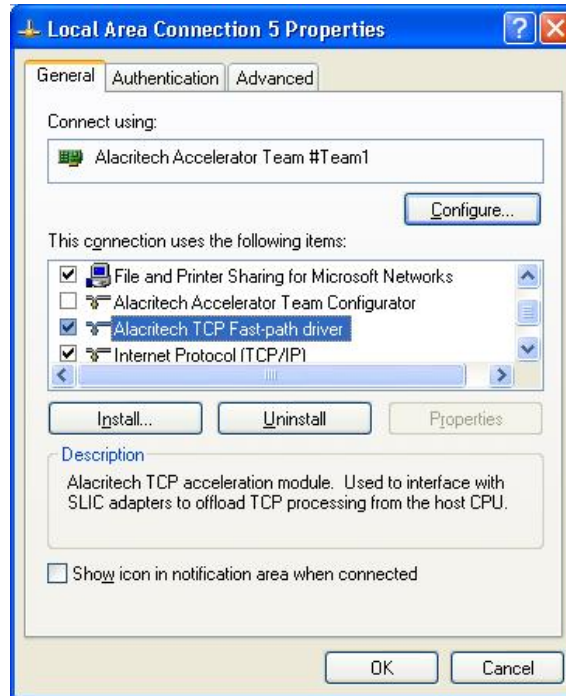 Local Area Connection 5 Properties
General Authentication Advanced
Connect using:
Alacritech Accelerator Team #Team1
Configure...
This connection uses the following items:
File and Printer Sharing for Microsoft Networks
Alacritech Accelerator Team Configurator
Alacritech TCP Fast-path driver
Internet Protocol (TCP/IP)
Install... Uninstall Properties
Description
Alacritech TCP acceleration module. Used to interface with
SLIC adapters to offload TCP processing from the host CPU.
Show icon in notification area when connected
OK Cancel